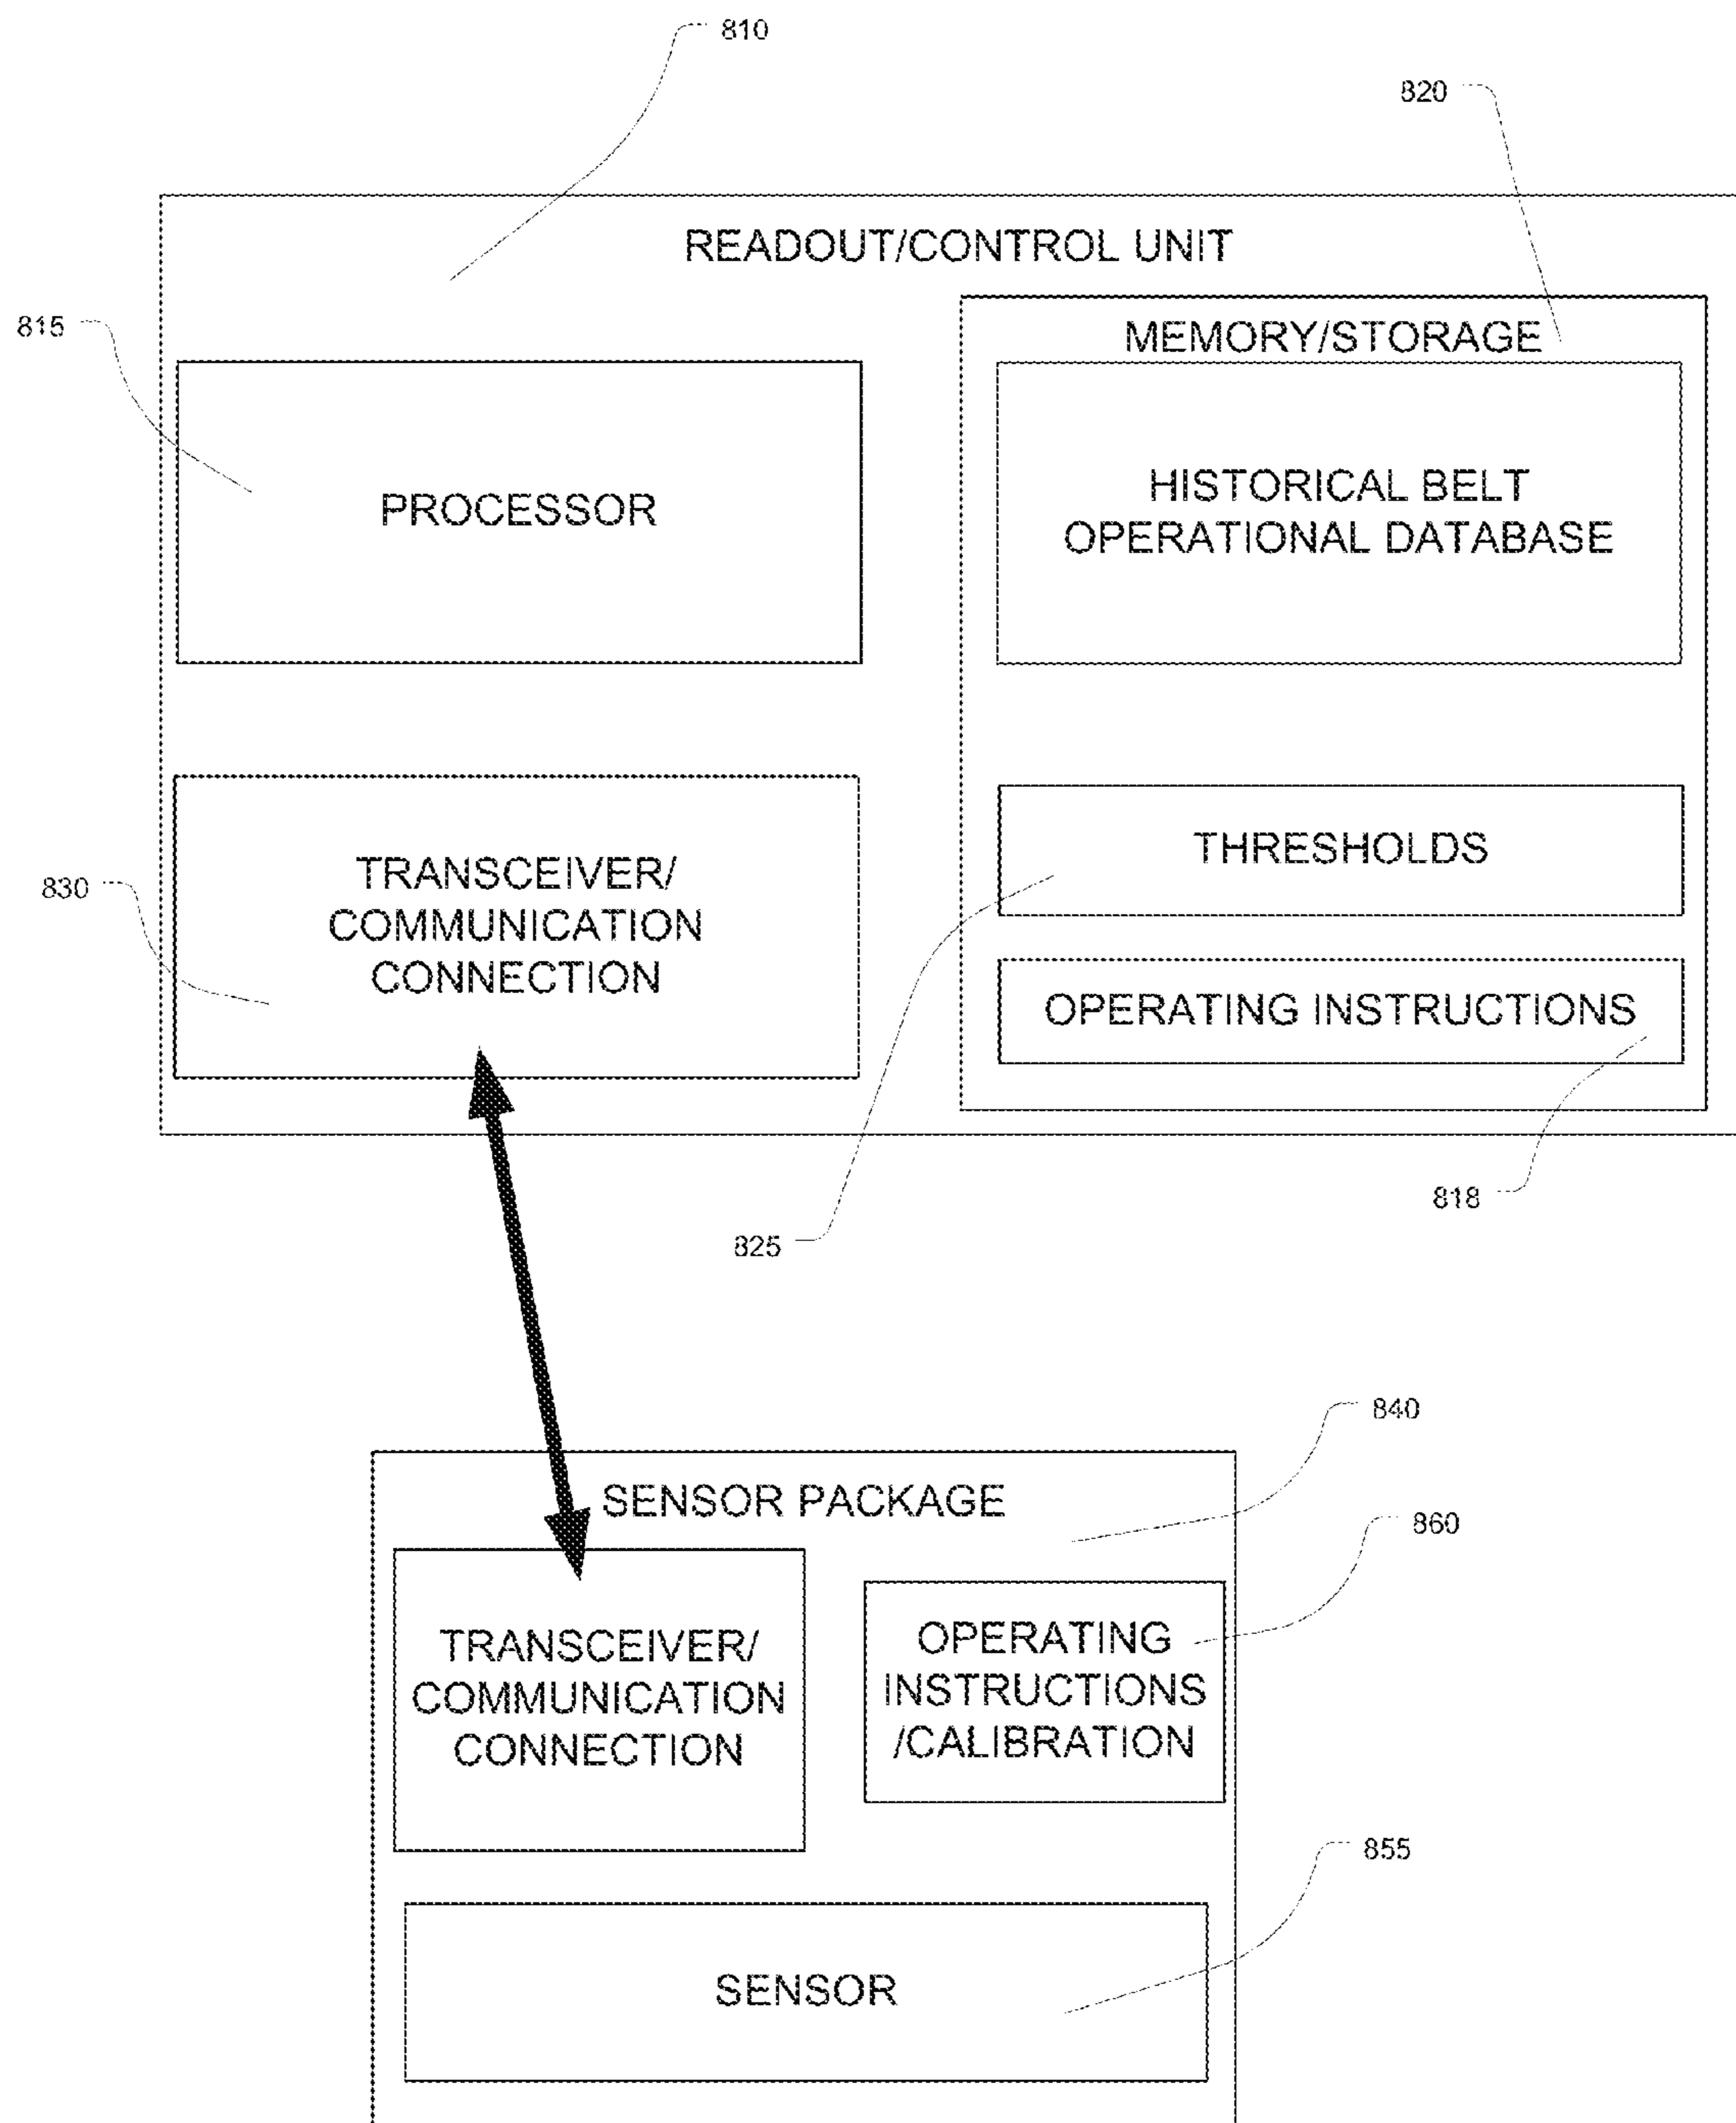 810
820
READOUT/CONTROL UNIT
815
MEMORY/STORAGE
PROCESSOR
HISTORICAL BELT
OPERATIONAL DATABASE
830
TRANSCEIVER/
COMMUNICATION
CONNECTION
THRESHOLDS
OPERATING INSTRUCTIONS
818
825
840
SENSOR PACKAGE
860
TRANSCEIVER/
COMMUNICATION
CONNECTION
OPERATING
INSTRUCTIONS
/CALIBRATION
855
SENSOR